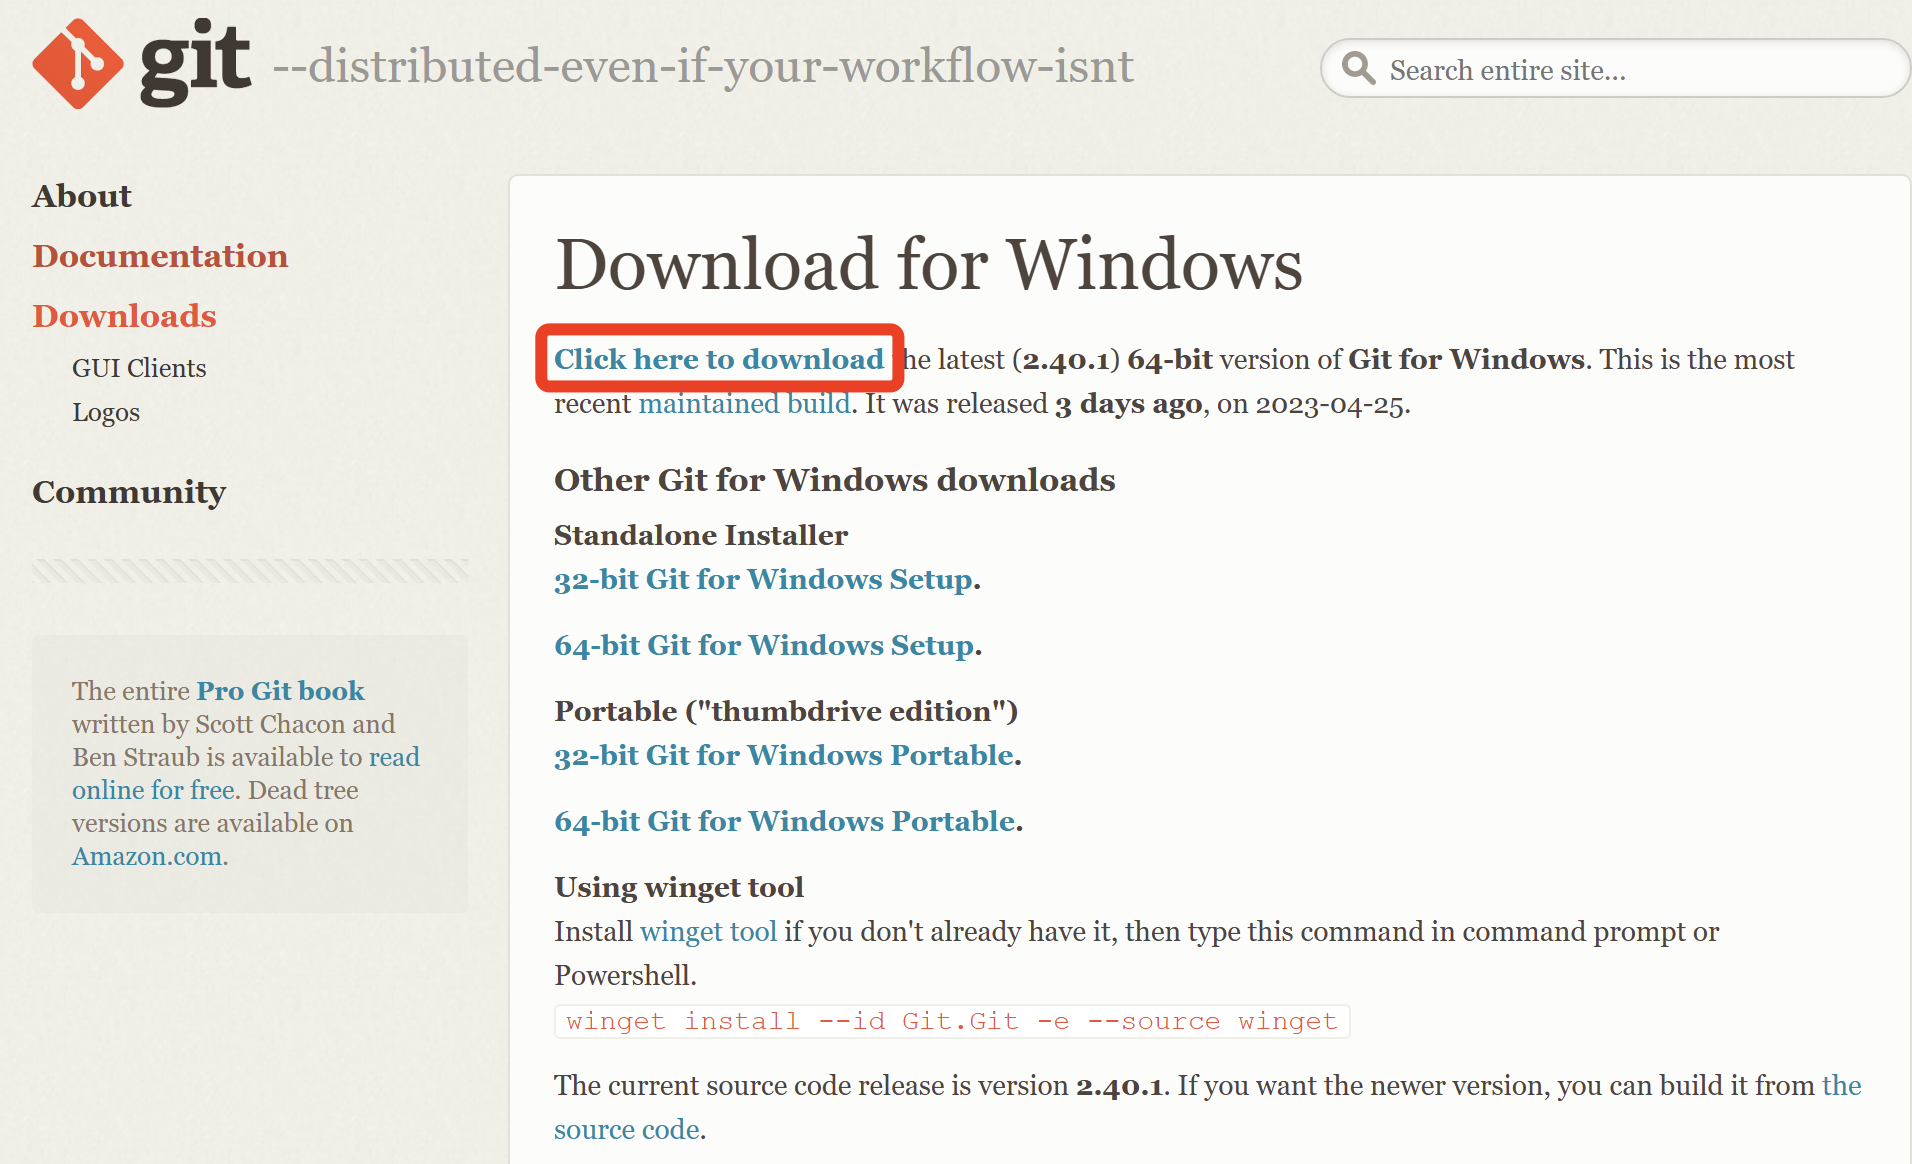 git --distributed-even-if-your-workflow-isnt
Search entire site...
About
Documentation
Downloads
GUI Clients
Logos
Community
The entire Pro Git book
written by Scott Chacon and
Ben Straub is available to read
online for free. Dead tree
versions are available on
Amazon.com.
Download for Windows
Click here to download he latest (2.40.1) 64-bit version of Git for Windows. This is the most
recent maintained build. It was released 3 days ago, on 2023-04-25.
Other Git for Windows downloads
Standalone Installer
32-bit Git for Windows Setup.
64-bit Git for Windows Setup.
Portable ("thumbdrive edition")
32-bit Git for Windows Portable.
64-bit Git for Windows Portable.
Using winget tool
Install winget tool if you don't already have it, then type this command in command prompt or
Powershell.
winget install --id Git.Git -e --source winget
The current source code release is version 2.40.1. If you want the newer version, you can build it from the
source code.